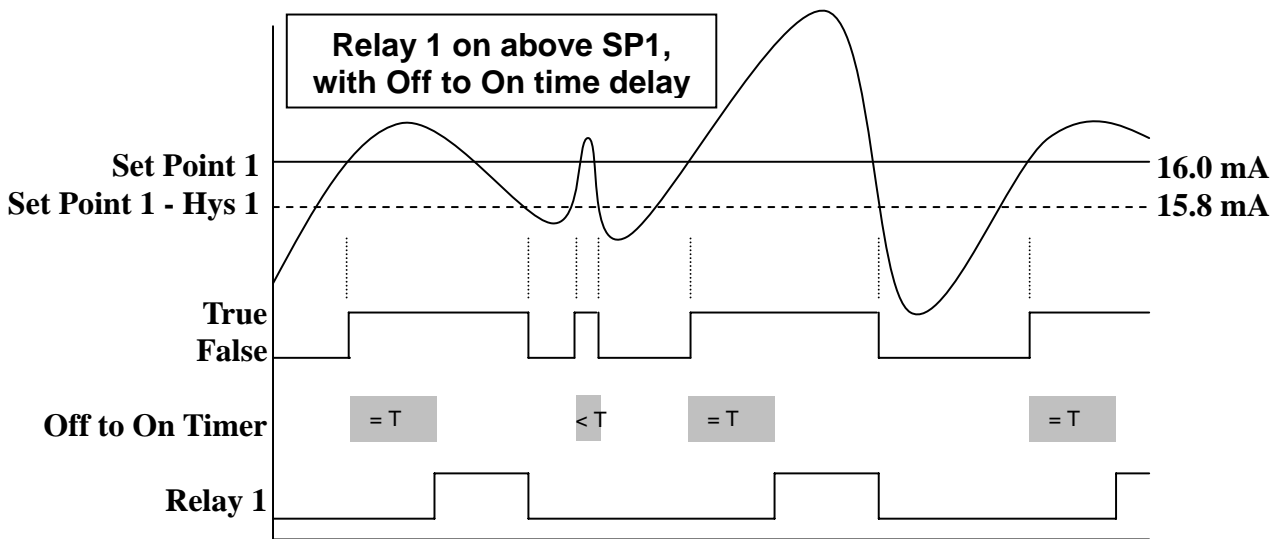 Relay 1 on above SP1,
with Off to On time delay
Set Point 1
16.0 mA
Set Point 1 - Hys 1
15.8 mA
True
False
Off to On Timer
= T
< T
= T
= T
Relay 1